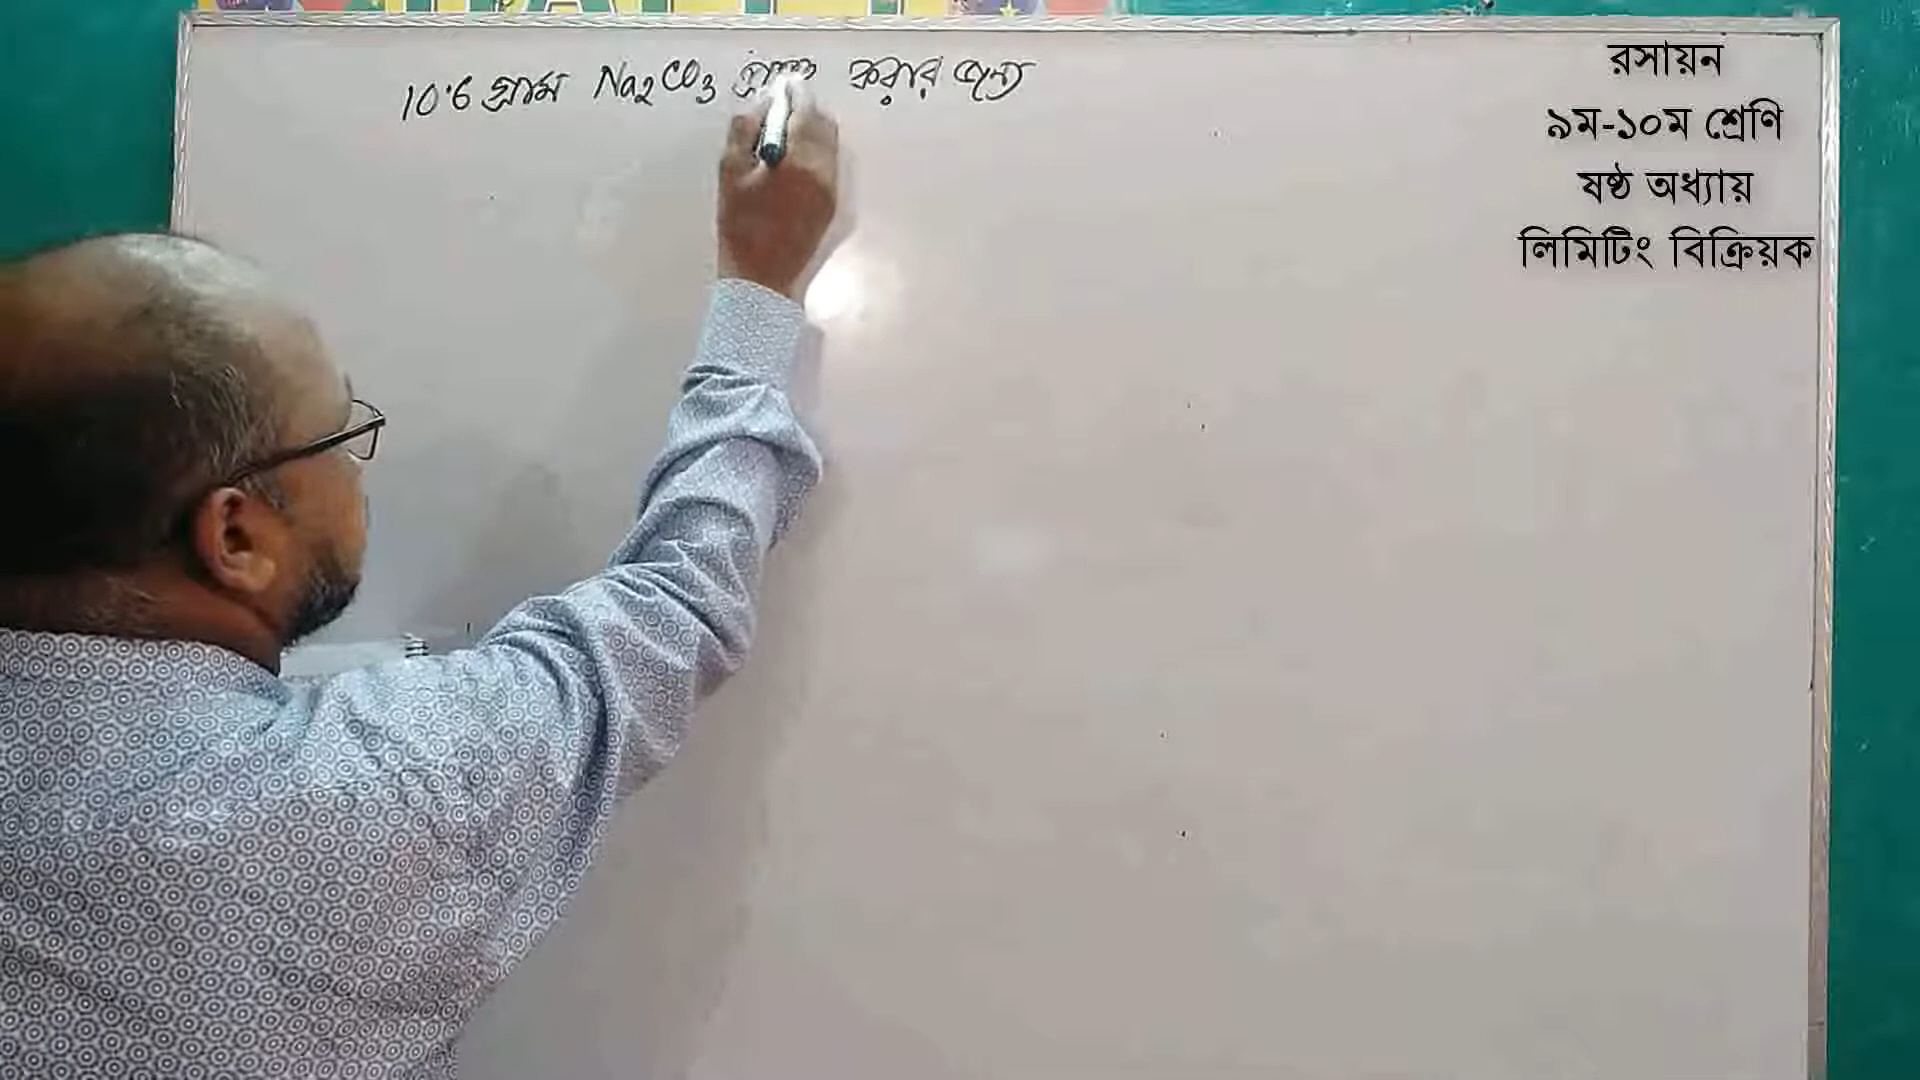 10.6 গ্রাম Na2CO3 করার জন্য
রসায়ন
৯ম-১০ম শ্রেণি
ষষ্ঠ অধ্যায়
লিমিটিং বিক্রিয়ক